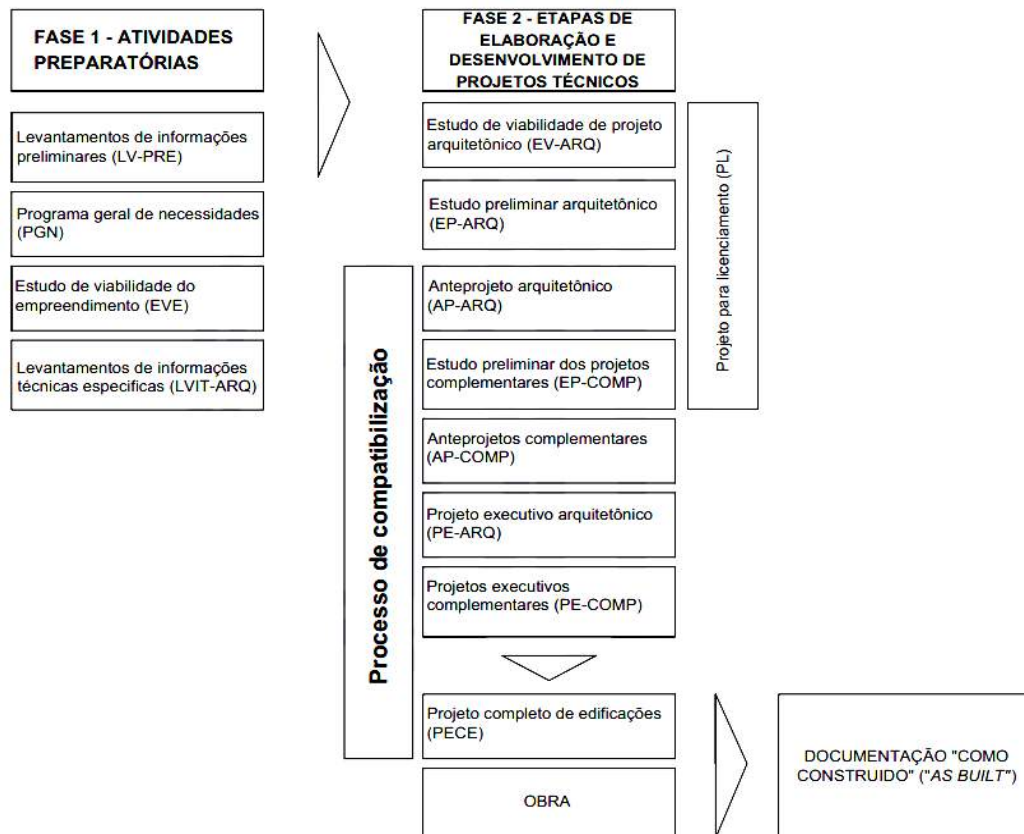 FASE 1 - ATIVIDADES
PREPARATÓRIAS
Levantamentos de informações
preliminares (LV-PRE)
Programa geral de necessidades
(PGN)
Estudo de viabilidade do
empreendimento (EVE)
Levantamentos de informações
técnicas especificas (LVIT-ARQ)
FASE 2 - ETAPAS DE
ELABORAÇÃO E
DESENVOLVIMENTO DE
PROJETOS TÉCNICOS
Estudo de viabilidade de projeto
arquitetônico (EV-ARQ)
Estudo preliminar arquitetônico
(EP-ARQ)
Anteprojeto arquitetônico
(AP-ARQ)
Estudo preliminar dos projetos
complementares (EP-COMP)
Anteprojetos complementares
(AP-COMP)
Projeto executivo arquitetônico
(PE-ARQ)
Projetos executivos
complementares (PE-COMP)
Projeto completo de edificações
(PECE)
OBRA
Processo de compatibilização
Projeto para licenciamento (PL)
DOCUMENTAÇÃO "COMO
CONSTRUIDO" ("AS BUILT")